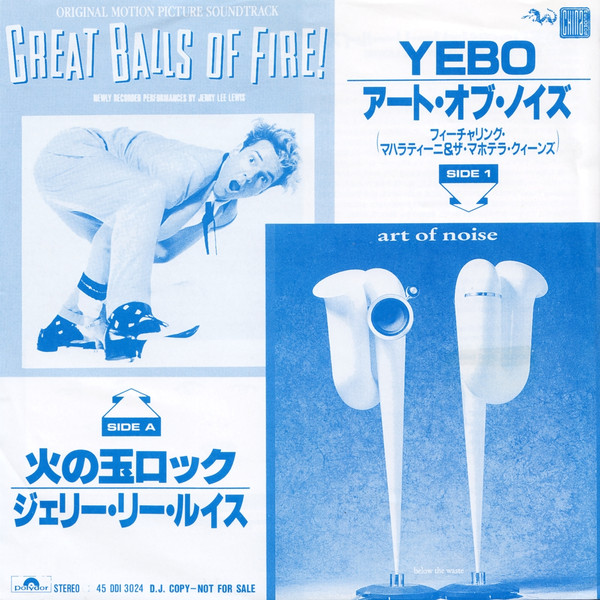 ORIGINAL MOTION PICTURE SOUNDTRACK
GREAT BALLS OF FIRE!
NEWLY RECORDED PERFORMANCES BY JERRY LEE LEWIS
CHINA
YEBO
アート・オブ・ノイズ
フィーチャリング・
(マハラティーニ&ザ・マホテラ・クィーンズ)
SIDE 1
art of noise
below the waste
SIDE A
火の玉ロック
ジェリー・リー・ルイス
polydor
STEREO : 45 DDI 3024 D.J. COPY−NOT FOR SALE